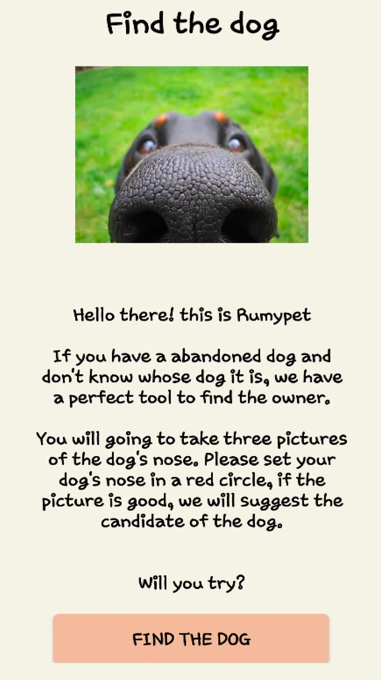 Find the dog
Hello there! this is Rumypet
If you have a abandoned dog and
don't know whose dog it is, we have
a perfect tool to find the owner.
You will going to take three pictures
of the dog's nose. Please set your
dog's nose in a red circle, if the
picture is good, we will suggest the
candidate of the dog.
Will you try?
FIND THE DOG